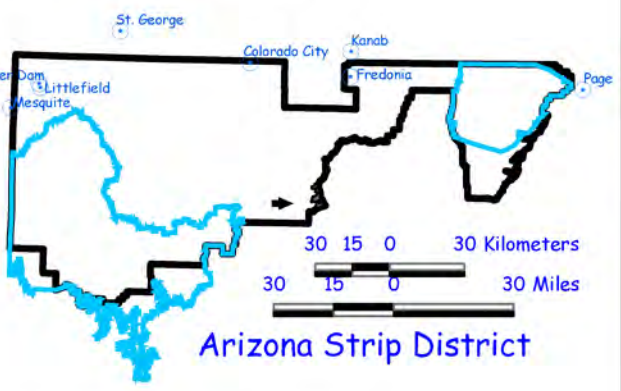 St. George
Colorado City
Kanab
er Dam
Littlefield
Fredonia
Page
Mesquite
30 15 0 30 Kilometers
30 15 0 30 Miles
Arizona Strip District